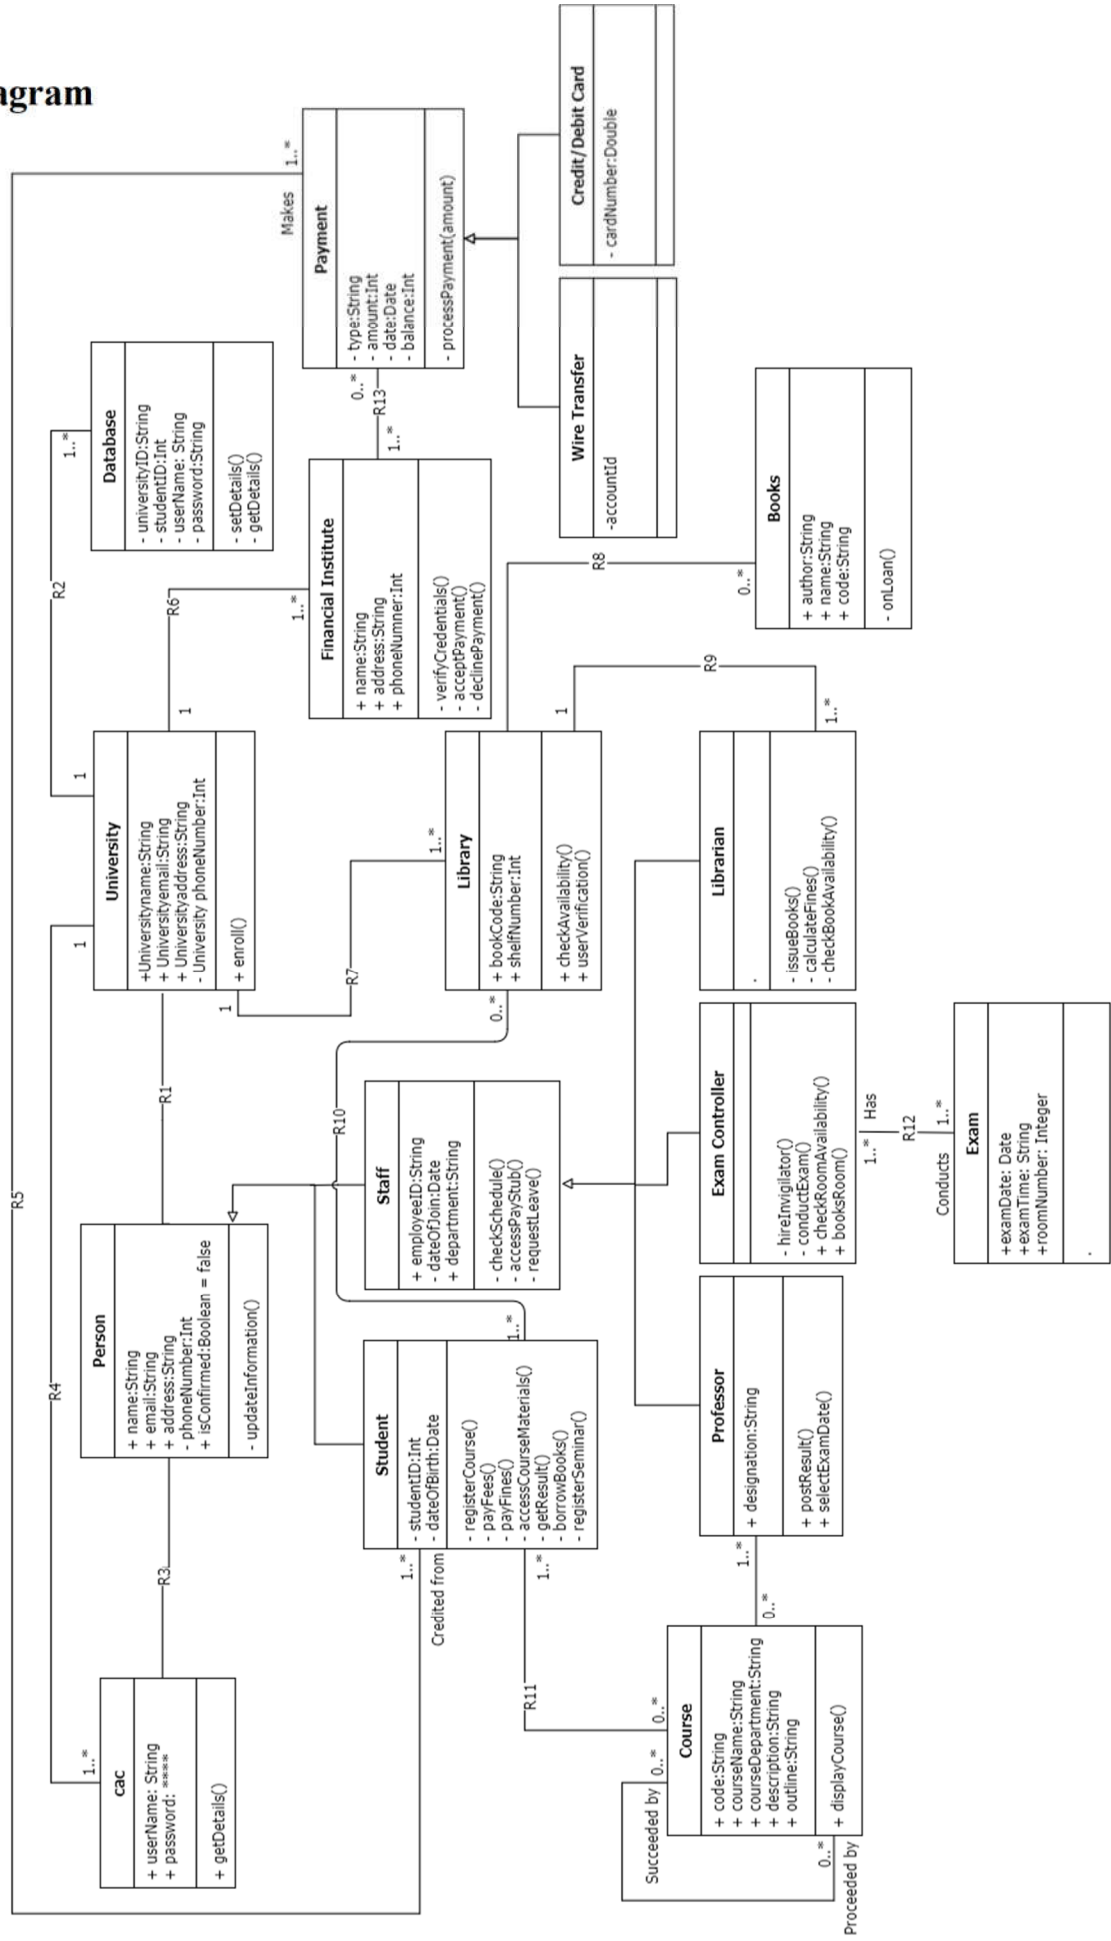 agram
R5
R4
R2
cac
+ userName: String
+ password: ****
+ getDetails()
1..*
R3
Person
+ name:String
+ email:String
+ address:String
- phoneNumber:Int
+ isConfirmed:Boolean = false
- updateInformation()
R1
University
+Universityname:String
+ Universityemail:String
+ Universityaddress:String
- University phoneNumber:Int
+ enroll()
1
1
1
1
R6
R7
Database
- universityID:String
- studentID:Int
- userName: String
- password:String
- setDetails()
- getDetails()
1..*
Makes
1..*
Payment
- type:String
- amount:Int
- date:Date
- balance:Int
- processPayment(amount)
0..*
R13
1..*
1..*
Financial Institute
+ name:String
+ address:String
+ phoneNumner:Int
- verifyCredentials()
- acceptPayment()
- declinePayment()
Student
- studentID:Int
- dateOfBirth:Date
- registerCourse()
- payFees()
- payFines()
- accessCourseMaterials()
- getResult()
- borrowBooks()
- registerSeminar()
1..*
Credited from
1..*
1..*
R10
Staff
+ employeeID:String
- dateOfJoin:Date
+ department:String
- checkSchedule()
- accessPayStub()
- requestLeave()
0..*
1..*
Library
+ bookCode:String
+ shelfNumber:Int
+ checkAvailability()
+ userVerification()
1
R8
R9
Wire Transfer
-accountId
Credit/Debit Card
- cardNumber:Double
R11
Succeeded by
0..*
0..*
Course
+ code:String
+ courseName:String
+ courseDepartment:String
+ description:String
+ outline:String
+ displayCourse()
0..*
Proceeded by
0..*
1..*
Professor
+ designation:String
+ postResult()
+ selectExamDate()
Exam Controller
- hireInvigilator()
- conductExam()
+ checkRoomAvailability()
+ booksRoom()
Librarian
.
- issueBooks()
- calculateFines()
- checkBookAvailability()
1..*
0..*
Books
+ author:String
+ name:String
+ code:String
- onLoan()
1..*
Has
R12
Conducts
1..*
Exam
+examDate: Date
+examTime: String
+roomNumber: Integer
.